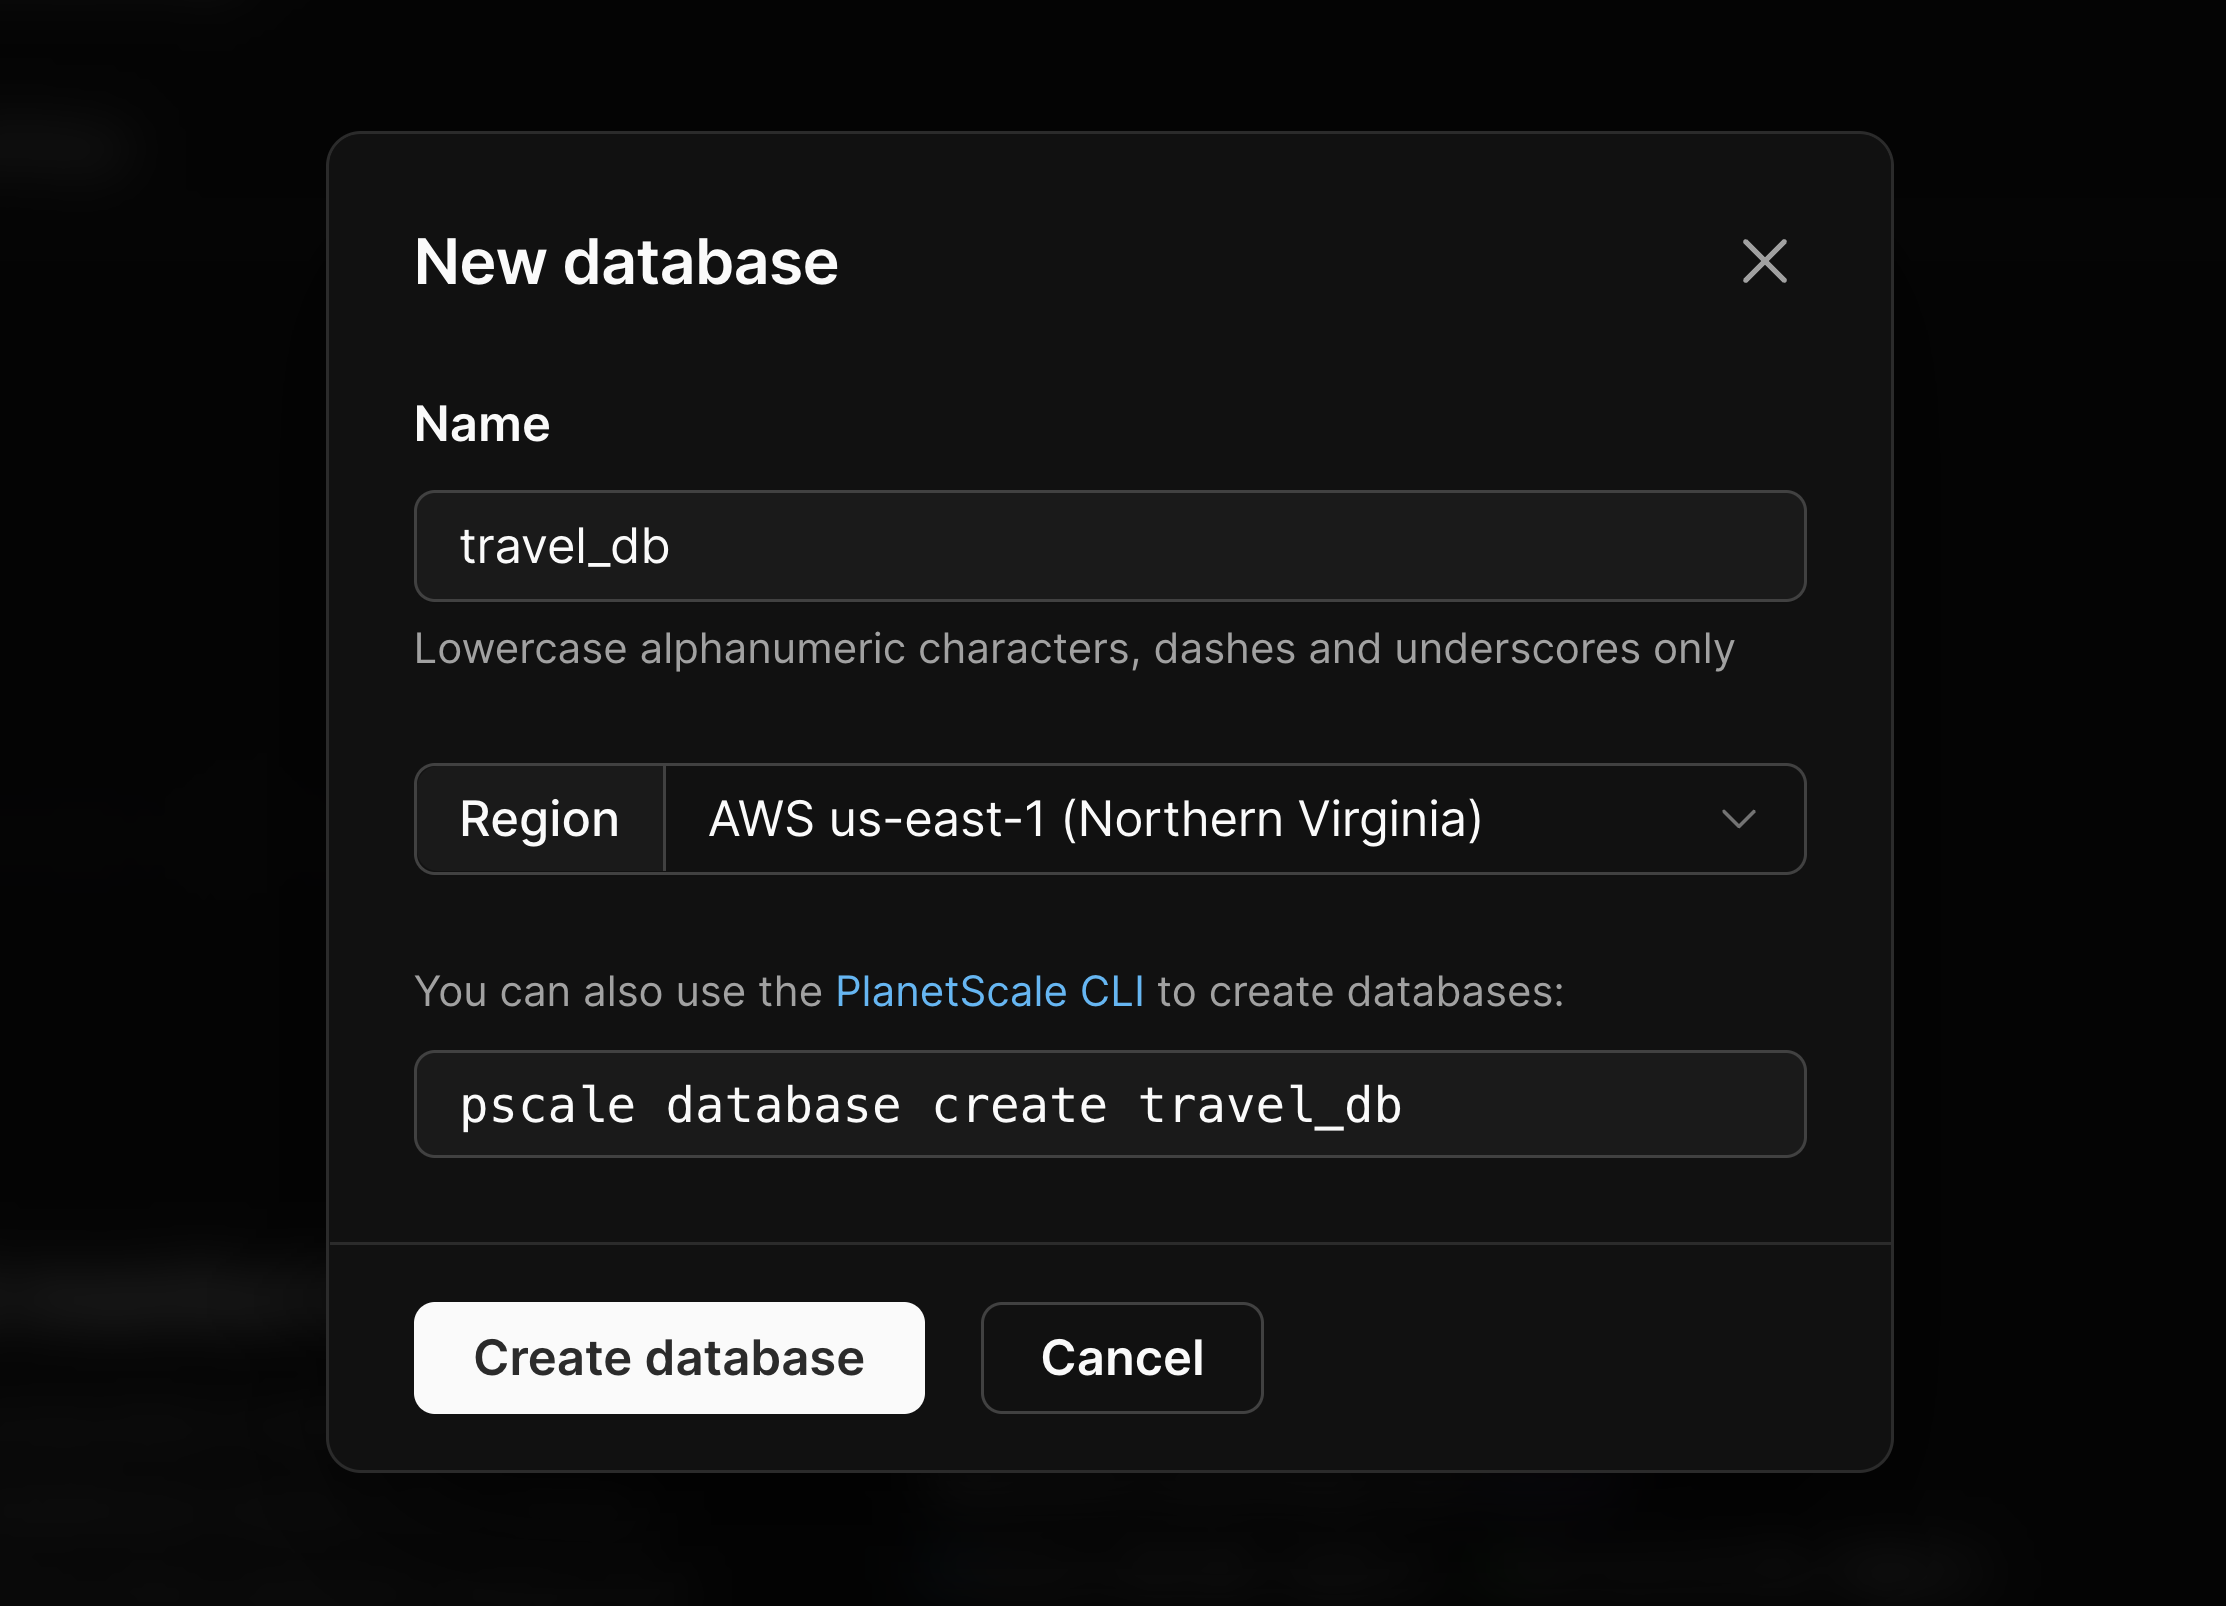 New database
Name
travel_db
Lowercase alphanumeric characters, dashes and underscores only
Region
AWS us-east-1 (Northern Virginia)
You can also use the PlanetScale CLI to create databases:
pscale database create travel_db
Create database
Cancel